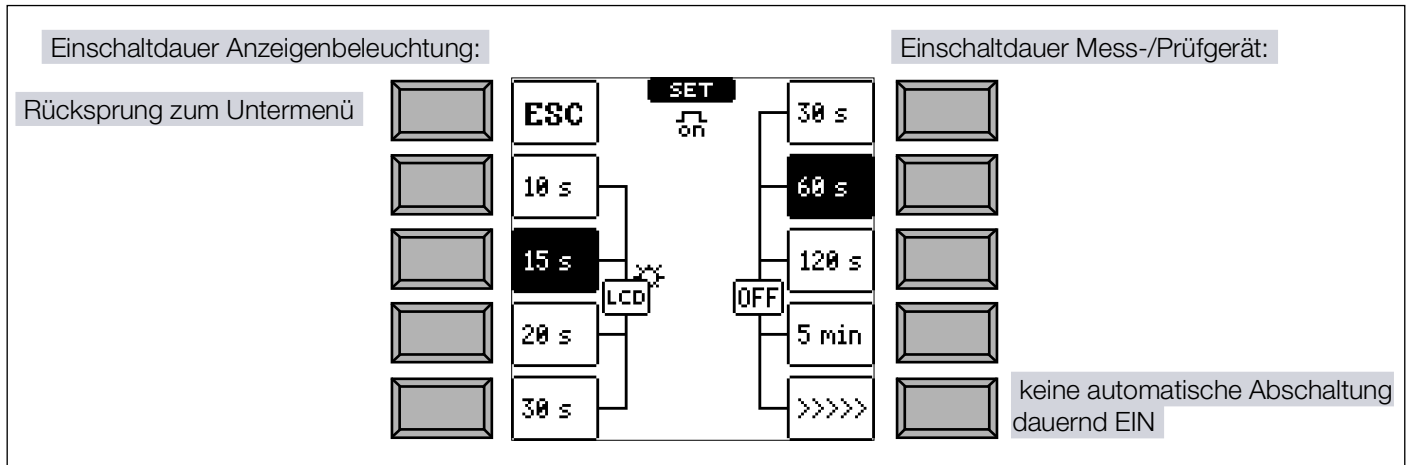 Einschaltdauer Anzeigenbeleuchtung:
Einschaltdauer Mess-/Prüfgerät:
Rücksprung zum Untermenü
ESC
SET
on
30 s
10 s
60 s
15 s
120 s
LCD
OFF
20 s
5 min
30 s
>>>>>
keine automatische Abschaltung
dauernd EIN